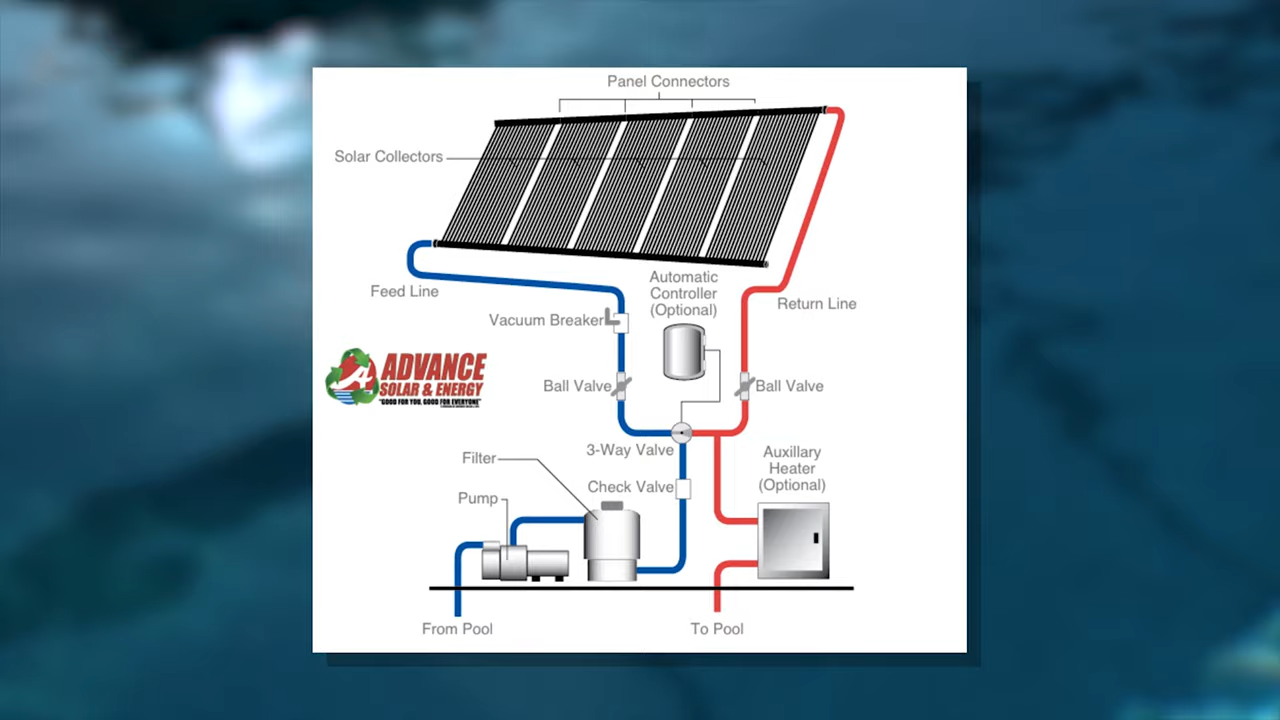 Panel Connectors
Solar Collectors
Automatic
Controller
(Optional)
Feed Line
Return Line
Vacuum Breaker
ADVANCE
SOLAR & ENERGY
"GOOD FOR YOU, GOOD FOR EVERYONE"
Ball Valve
Ball Valve
3-Way Valve
Auxillary
Heater
(Optional)
Filter
Check Valve
Pump
From Pool
To Pool